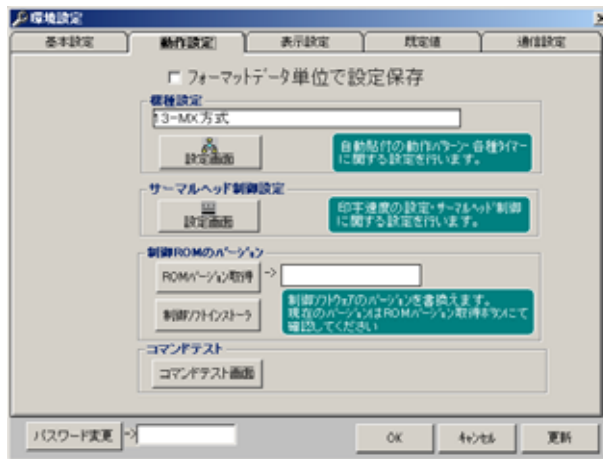 環境設定
基本設定 動作設定 表示設定 既定値 通信設定
フォーマットデータ単位で設定保存
機種設定
13-MX方式
設定画面
自動貼付の動作パターン・各種タイマー
に関する設定を行います。
サーマルヘッド制御設定
設定画面
印字速度の設定・サーマルヘッド制御
に関する設定を行います。
制御ROMのバージョン
ROMバージョン取得 ->
制御ソフトインストーラ
制御ソフトウェアのバージョンを書換えます。
現在のバージョンはROMバージョン取得ボタンにて
確認してください
コマンドテスト
コマンドテスト画面
パスワード変更 ->
OK キャンセル 更新